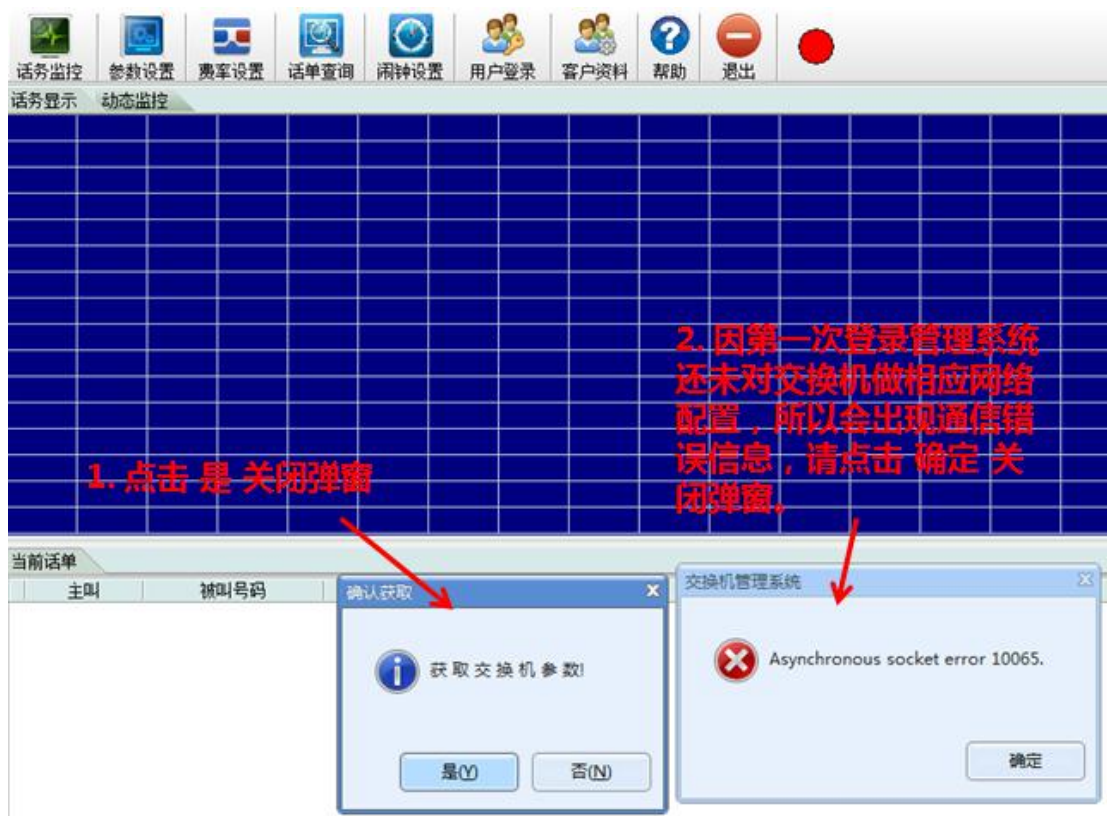 话务监控 参数设置 费率设置 话单查询 闹钟设置 用户登录 客户资料 帮助 退出
话务显示 动态监控
2. 因第一次登录管理系统
还未对交换机做相应网络
配置，所以会出现通信错
误信息，请点击 确定 关
闭弹窗。
1. 点击 是 关闭弹窗
当前话单
主叫 被叫号码
确认获取
获取交换机参数!
是(Y) 否(N)
交换机管理系统
Asynchronous socket error 10065.
确定